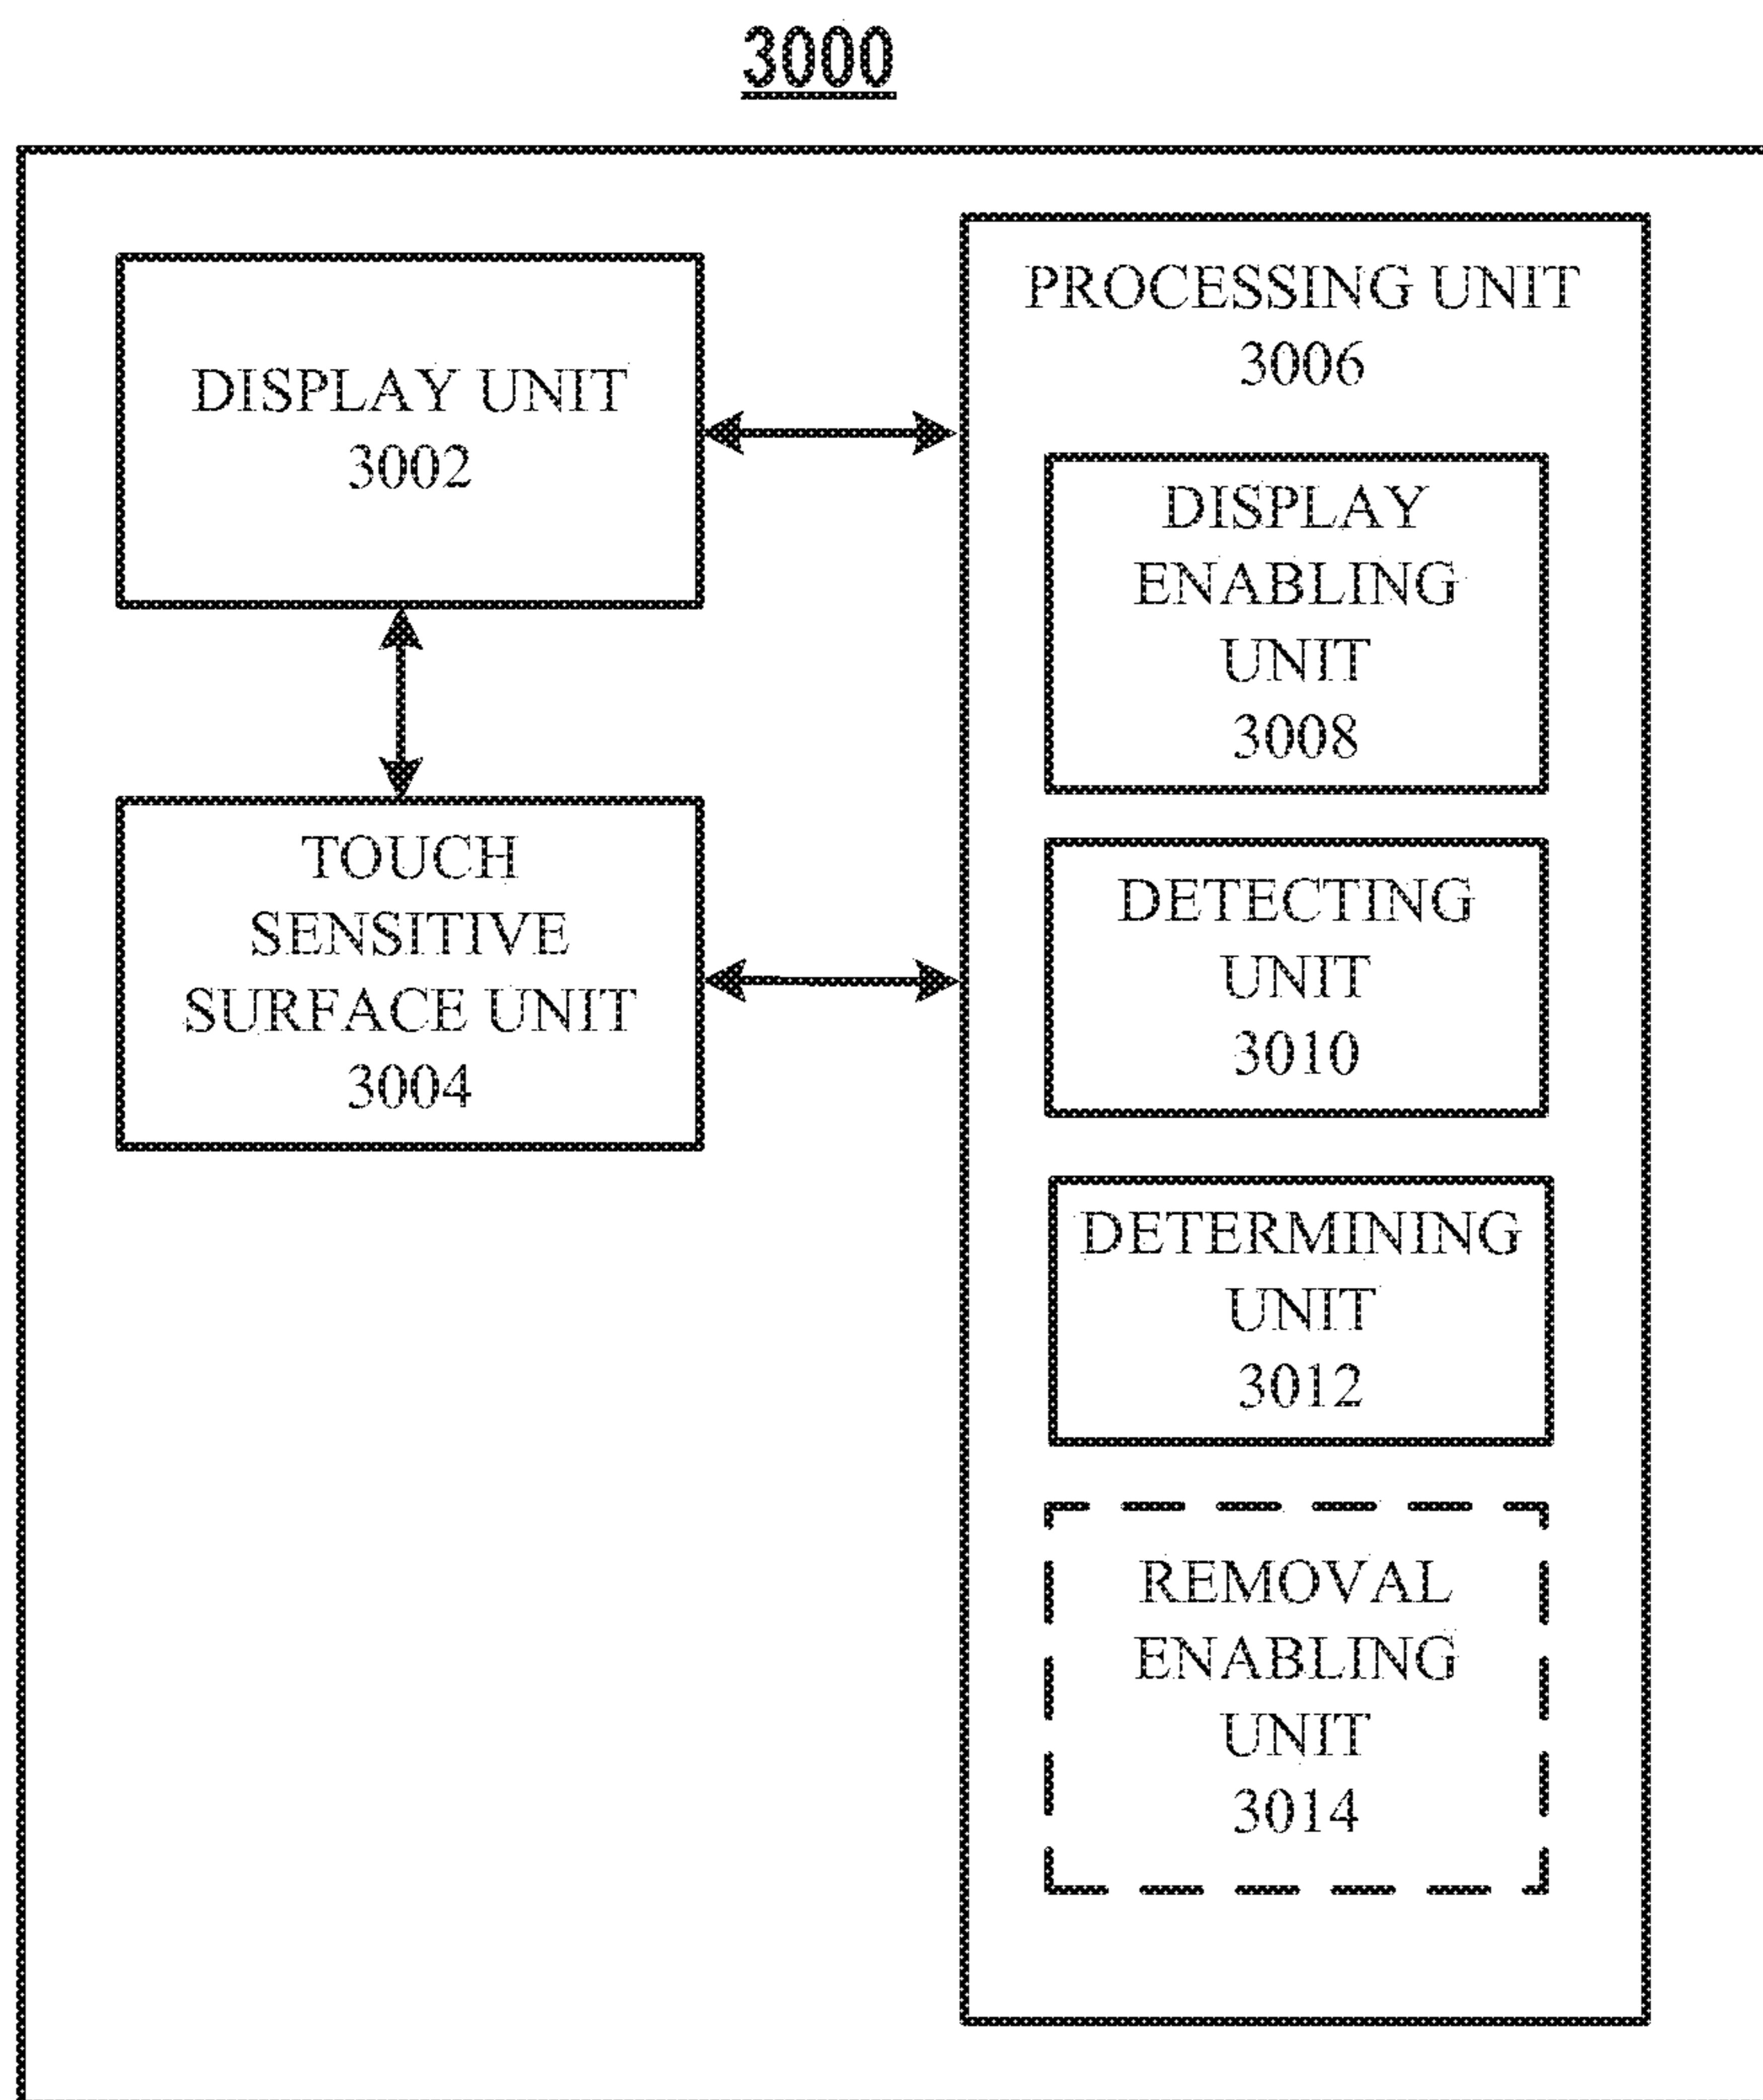 3000
DISPLAY UNIT
3002
TOUCH
SENSITIVE
SURFACE UNIT
3004
PROCESSING UNIT
3006
DISPLAY
ENABLING
UNIT
3008
DETECTING
UNIT
3010
DETERMINING
UNIT
3012
REMOVAL
ENABLING
UNIT
3014